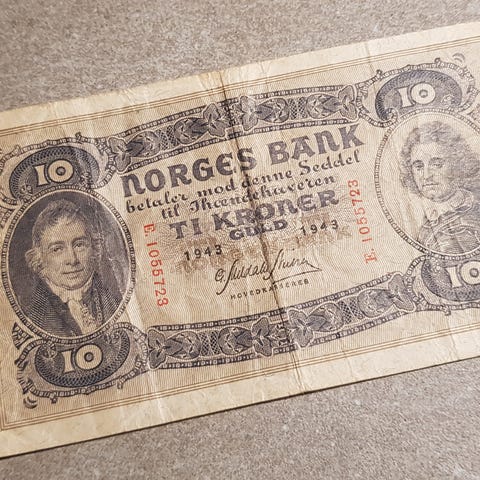 10
10
NORGES BANK
betaler mod denne Seddel
til Ihændehaveren
TI KRONER
GULD
1943
1943
HOVEDKASSERER
E. 1055723
E. 1055723
10
10